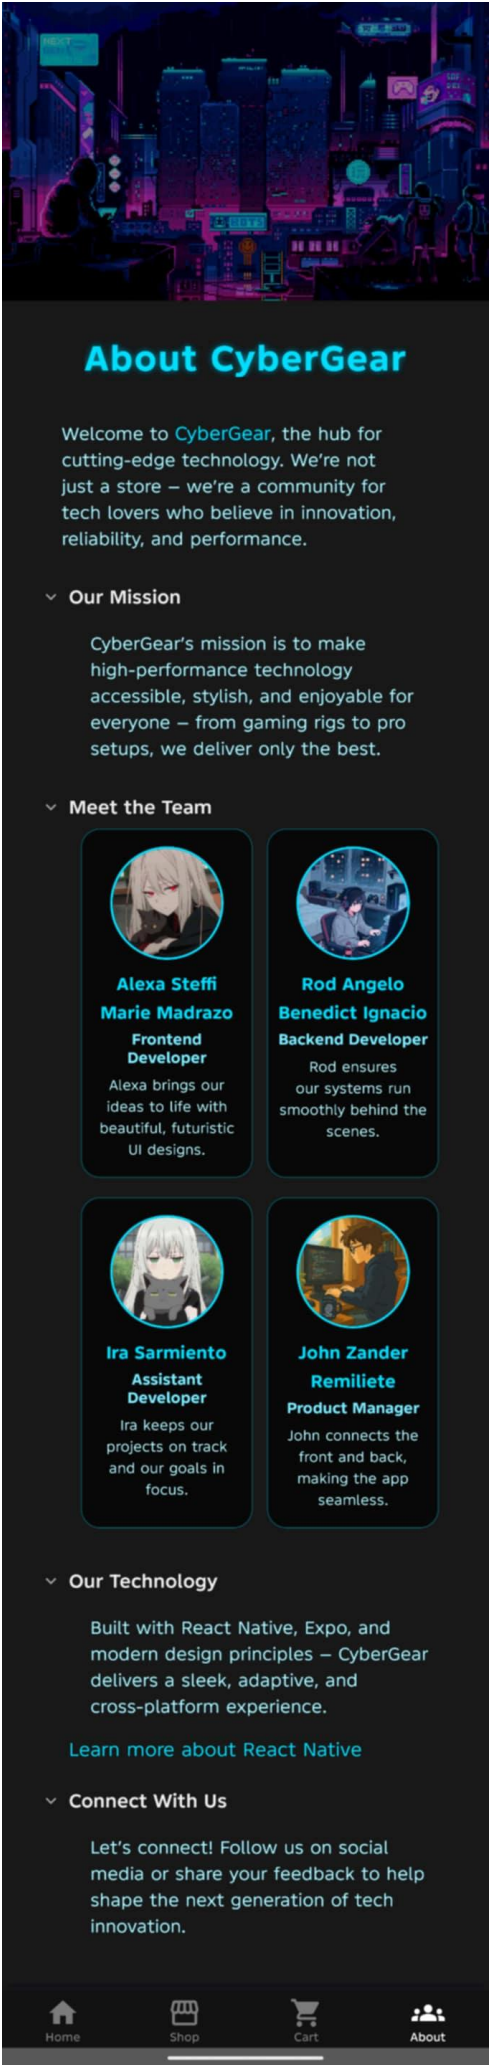 NEXT
HOTS
About CyberGear
Welcome to CyberGear, the hub for
cutting-edge technology. We're not
just a store – we're a community for
tech lovers who believe in innovation,
reliability, and performance.
Our Mission
CyberGear's mission is to make
high-performance technology
accessible, stylish, and enjoyable for
everyone – from gaming rigs to pro
setups, we deliver only the best.
Meet the Team
Alexa Steffi
Marie Madrazo
Frontend
Developer
Alexa brings our
ideas to life with
beautiful, futuristic
UI designs.
Rod Angelo
Benedict Ignacio
Backend Developer
Rod ensures
our systems run
smoothly behind the
scenes.
Ira Sarmiento
Assistant
Developer
Ira keeps our
projects on track
and our goals in
focus.
John Zander
Remiliete
Product Manager
John connects the
front and back,
making the app
seamless.
Our Technology
Built with React Native, Expo, and
modern design principles – CyberGear
delivers a sleek, adaptive, and
cross-platform experience.
Learn more about React Native
Connect With Us
Let's connect! Follow us on social
media or share your feedback to help
shape the next generation of tech
innovation.
Home
Shop
Cart
About